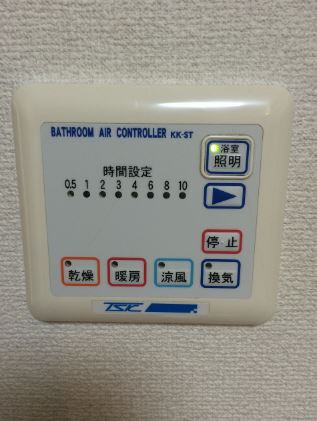 BATHROOM AIR CONTROLLER KK-ST
浴室
照明
時間設定
0.5 1 2 3 4 6 8 10
停止
乾燥 暖房 涼風 換気
TSK